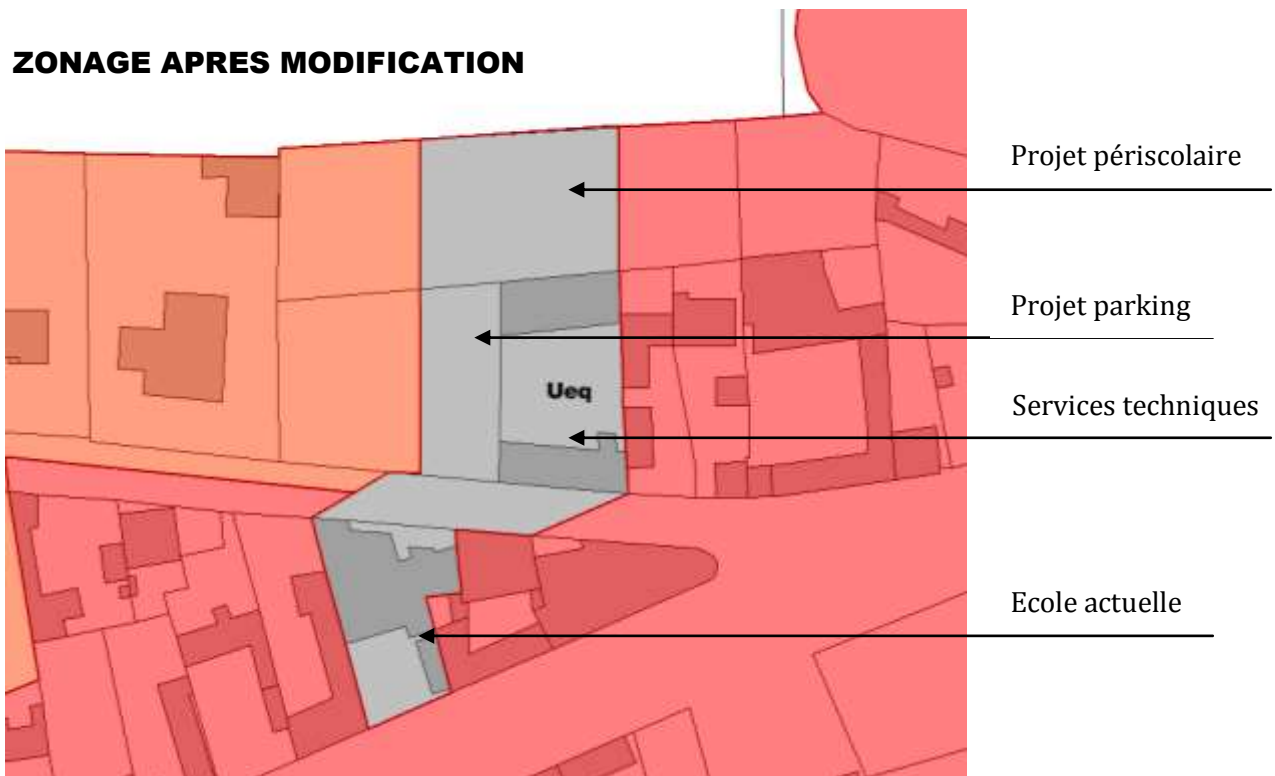 ZONAGE APRES MODIFICATION
Projet périscolaire
Projet parking
Ueq
Services techniques
Ecole actuelle